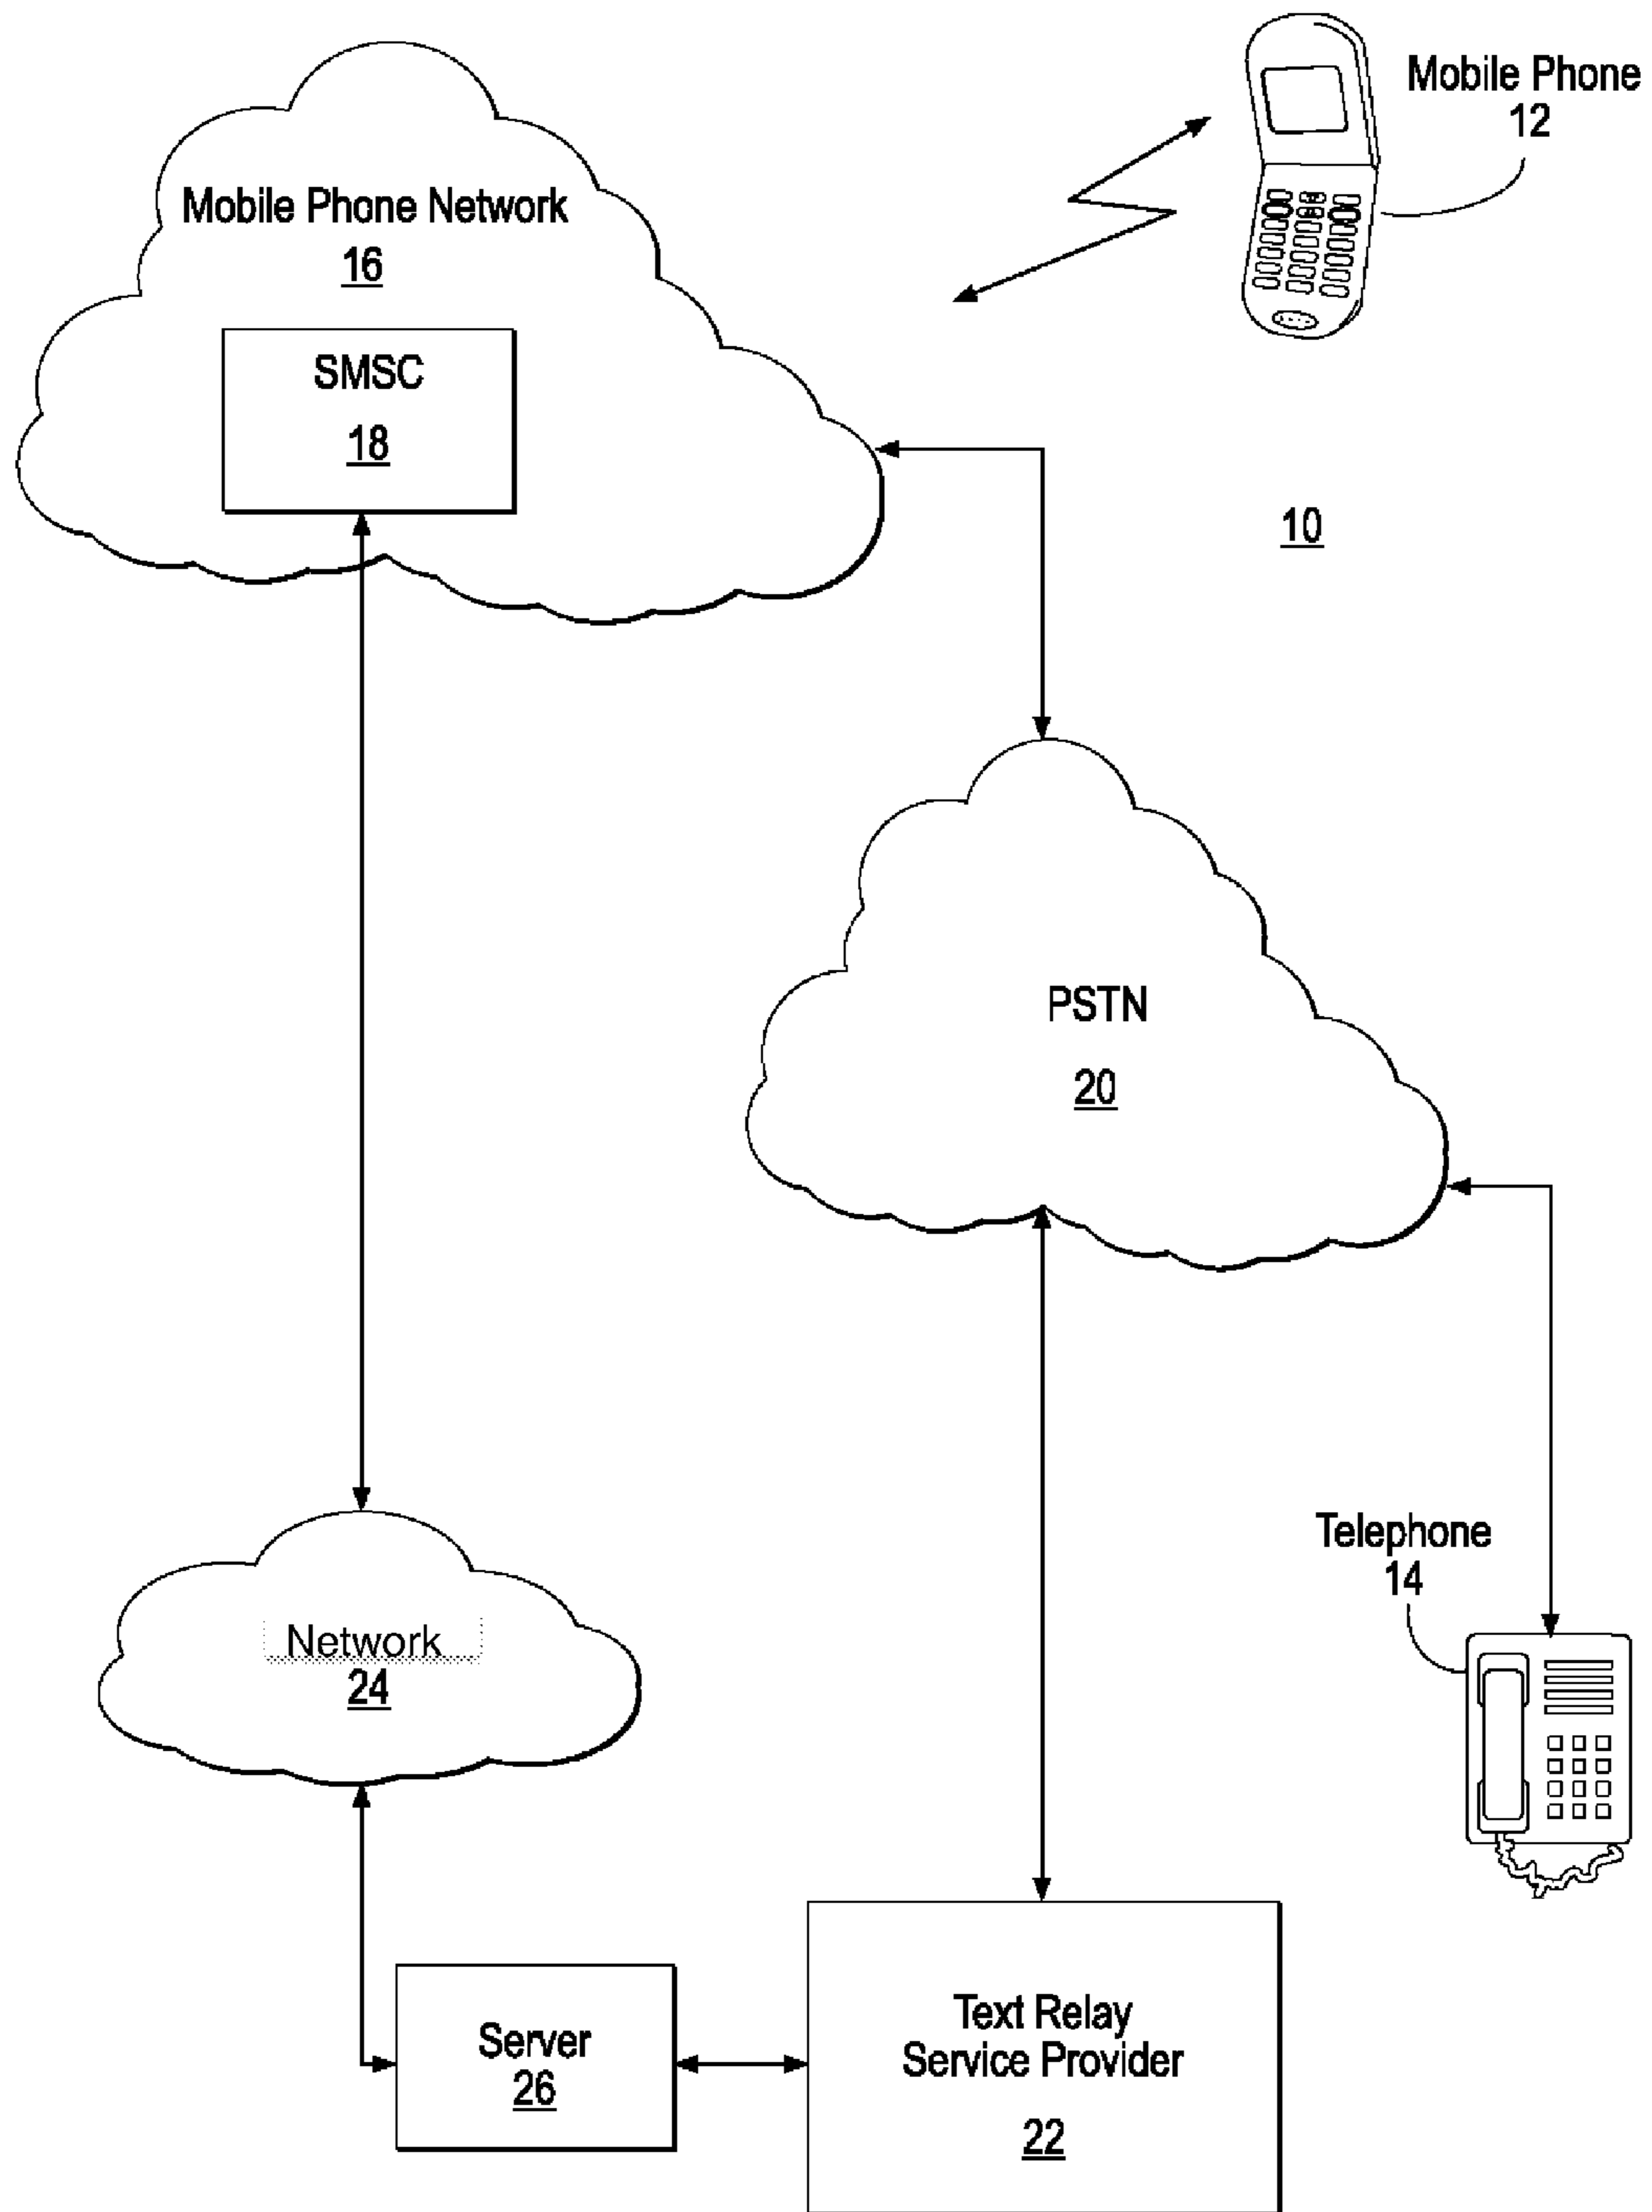 Mobile Phone
12
Mobile Phone Network
16
SMSC
18
10
PSTN
20
Telephone
14
Network
24
Server
26
Text Relay
Service Provider
22